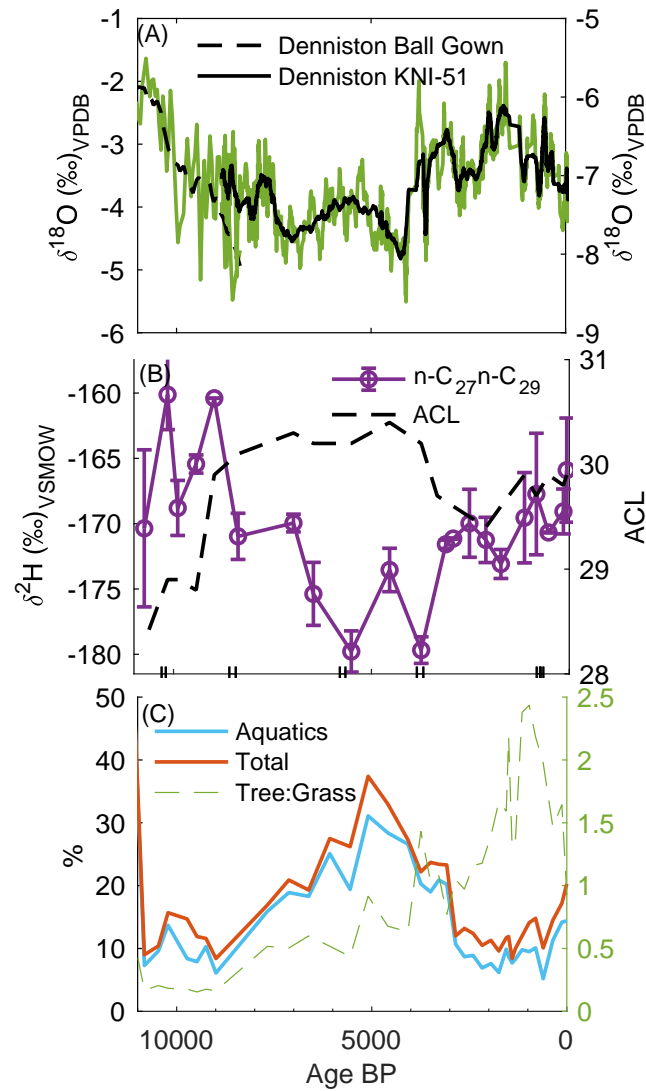 (A)
Denniston Ball Gown
Denniston KNI-51
-1
-2
-3
-4
-5
-6
δ¹⁸O (‰)VPDB
-5
-6
-7
-8
-9
δ¹⁸O (‰)VPDB
(B)
n-C₂₇n-C₂₉
ACL
-160
-165
-170
-175
-180
δ²H (‰)VSMOW
31
30
29
28
ACL
(C)
Aquatics
Total
Tree:Grass
50
40
30
20
10
0
%
2.5
2
1.5
1
0.5
0
10000 5000 0
Age BP